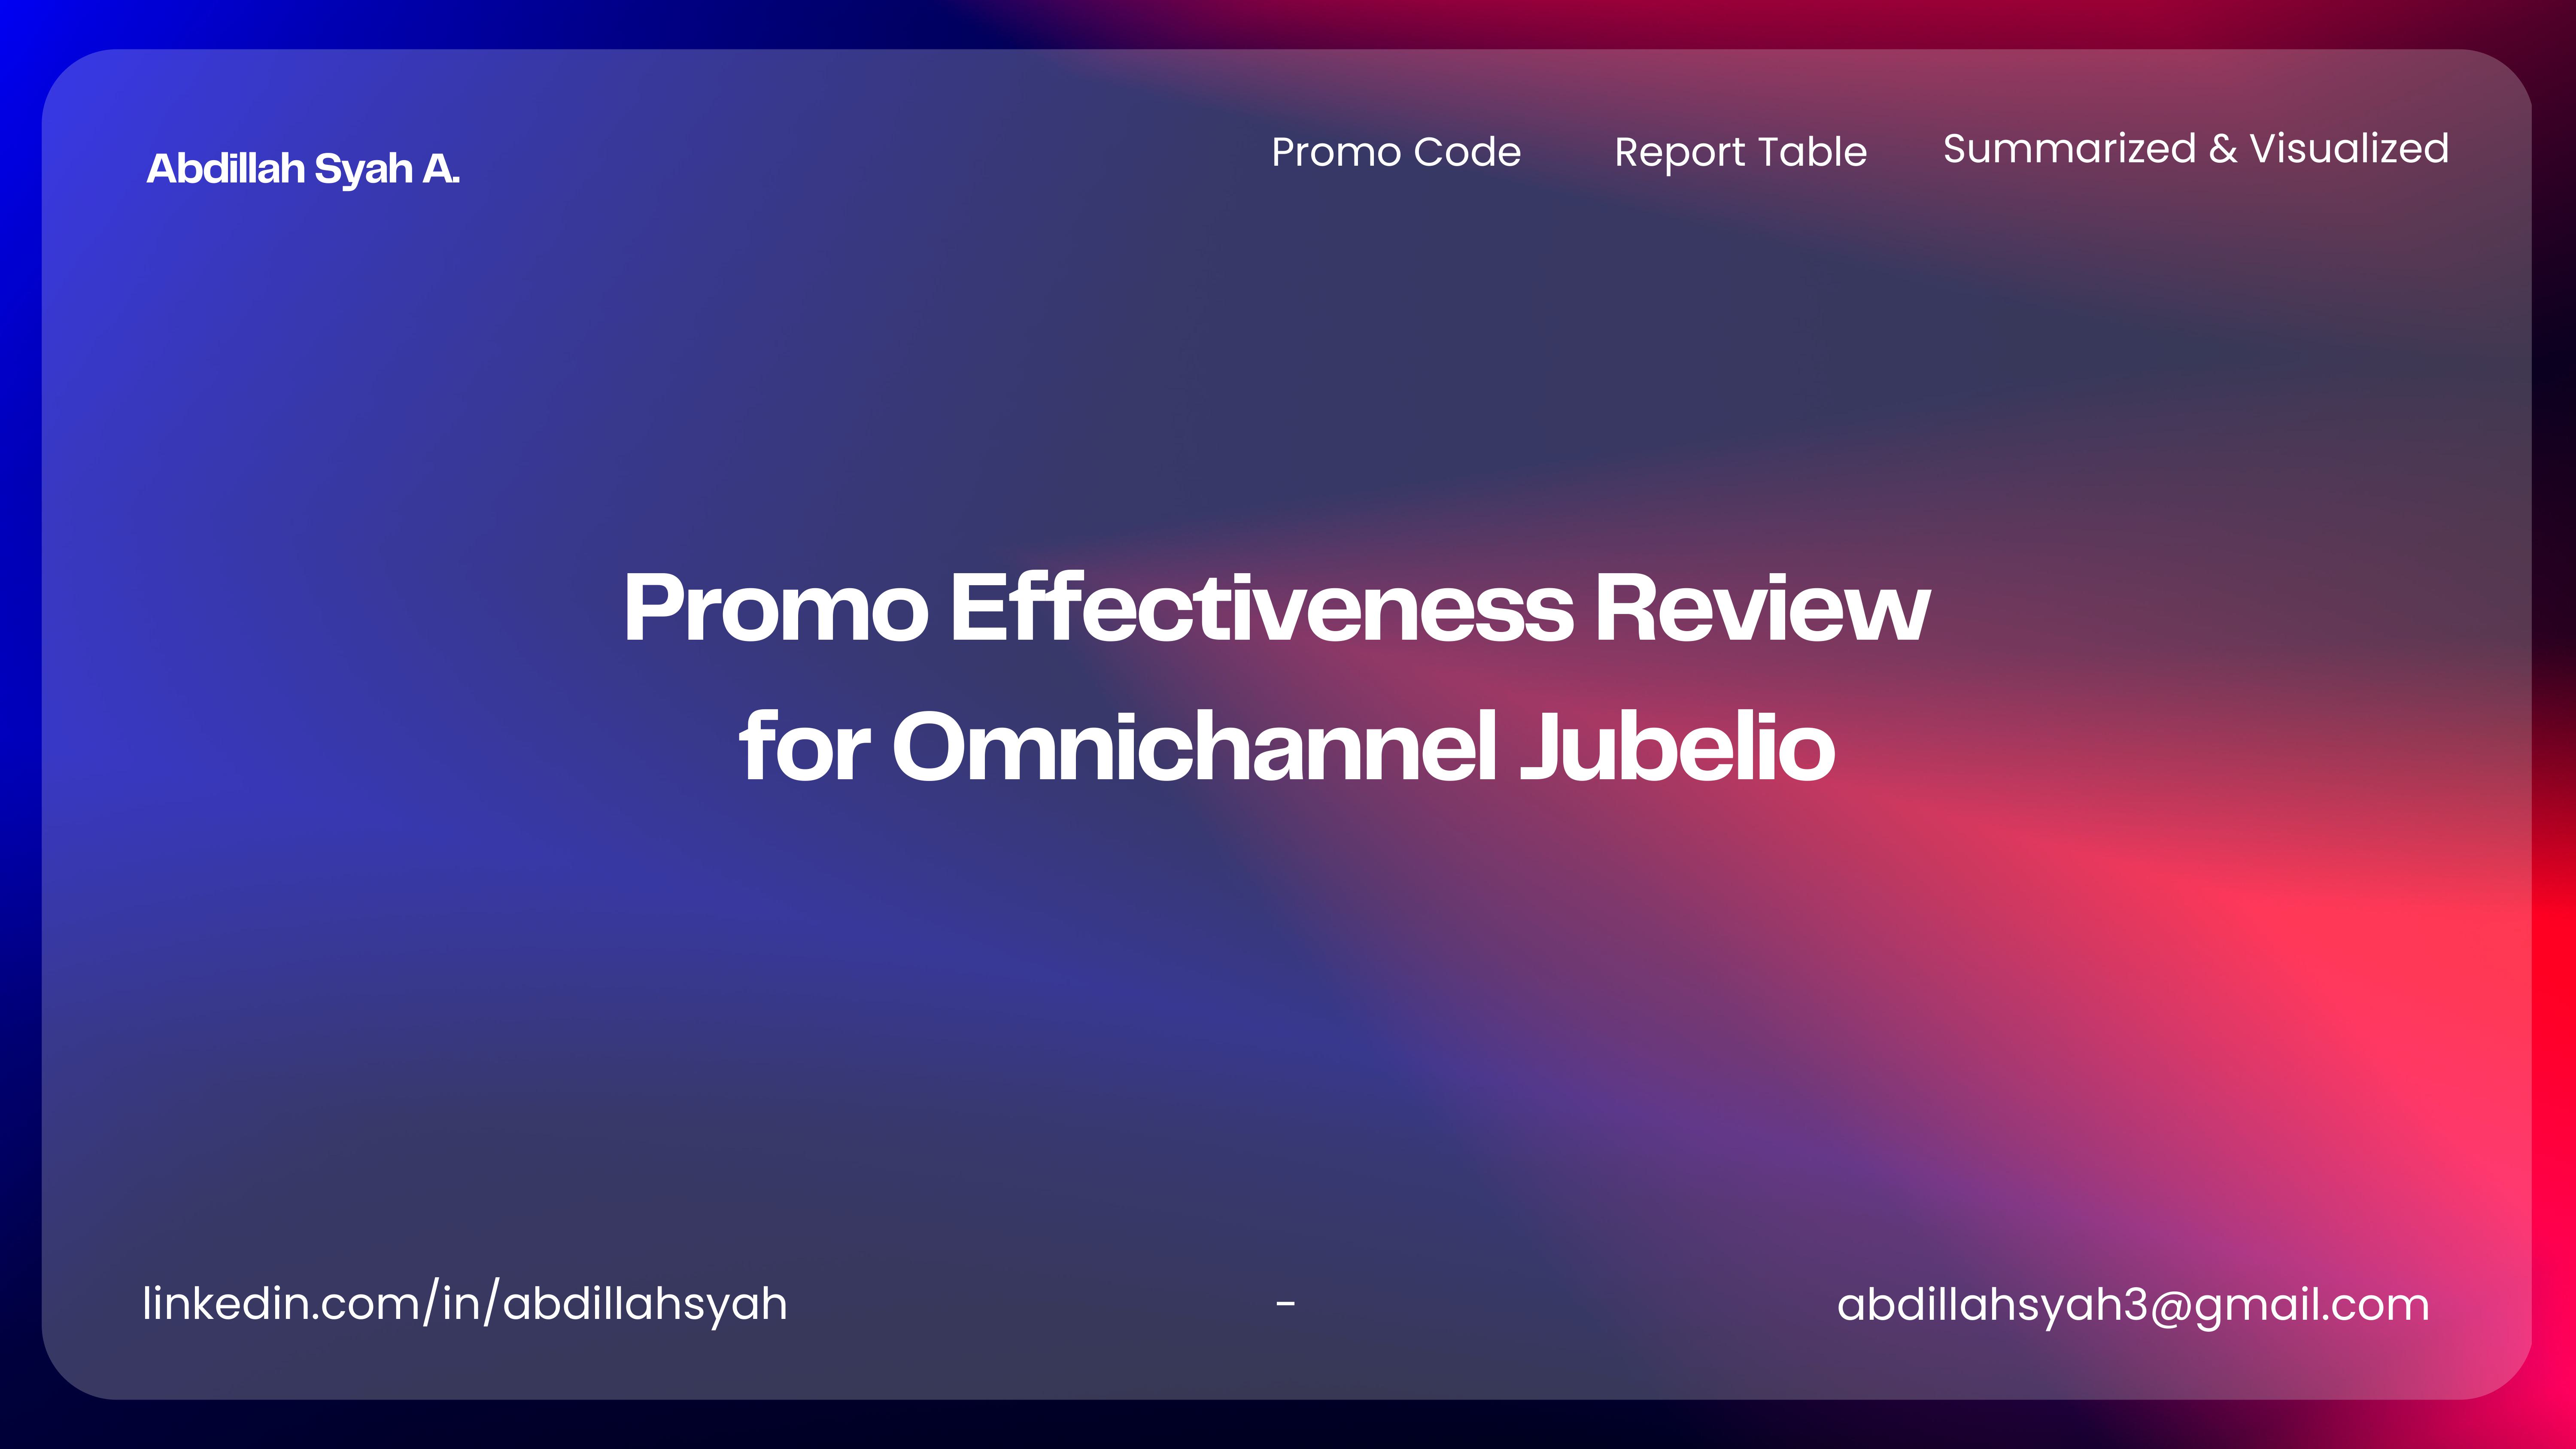 Abdillah Syah A.
Promo Code
Report Table
Summarized & Visualized
Promo Effectiveness Review
for Omnichannel Jubelio
linkedin.com/in/abdillahsyah
-
abdillahsyah3@gmail.com